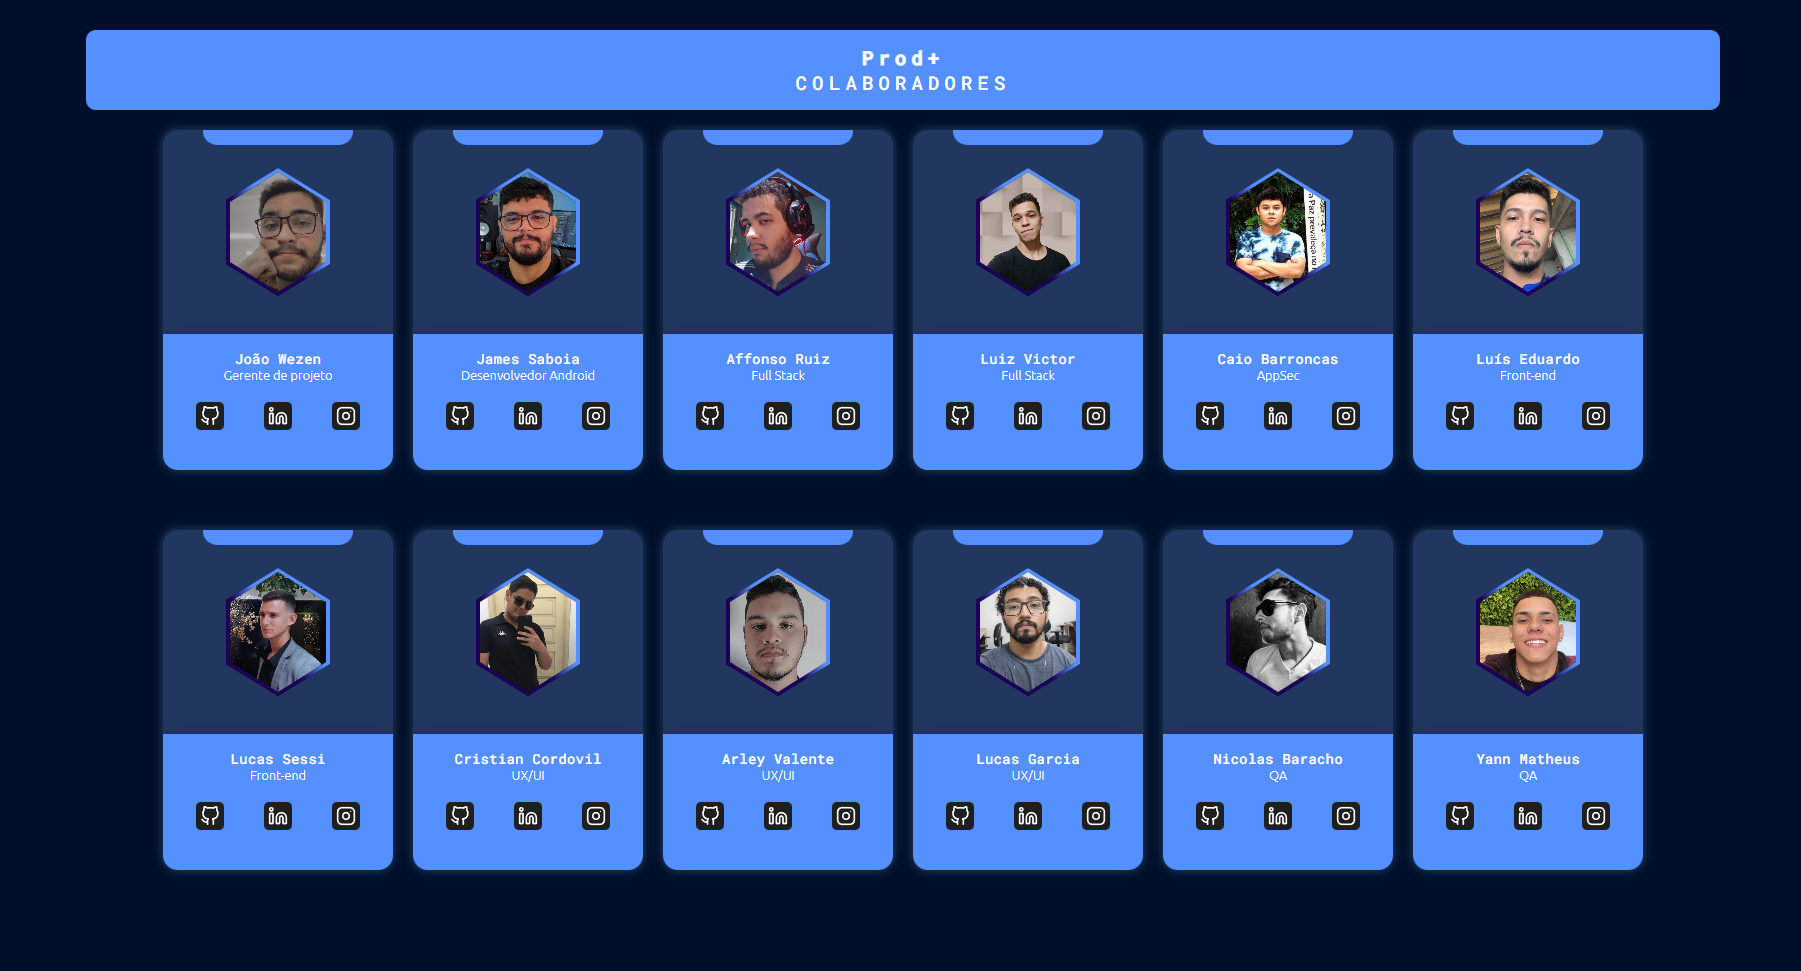 Prod+
COLABORADORES
João Wezen
Gerente de projeto
James Saboia
Desenvolvedor Android
Affonso Ruiz
Full Stack
Luiz Victor
Full Stack
Caio Barroncas
AppSec
Luís Eduardo
Front-end
Lucas Sessi
Front-end
Cristian Cordovil
UX/UI
Arley Valente
UX/UI
Lucas Garcia
UX/UI
Nicolas Baracho
QA
Yann Matheus
QA